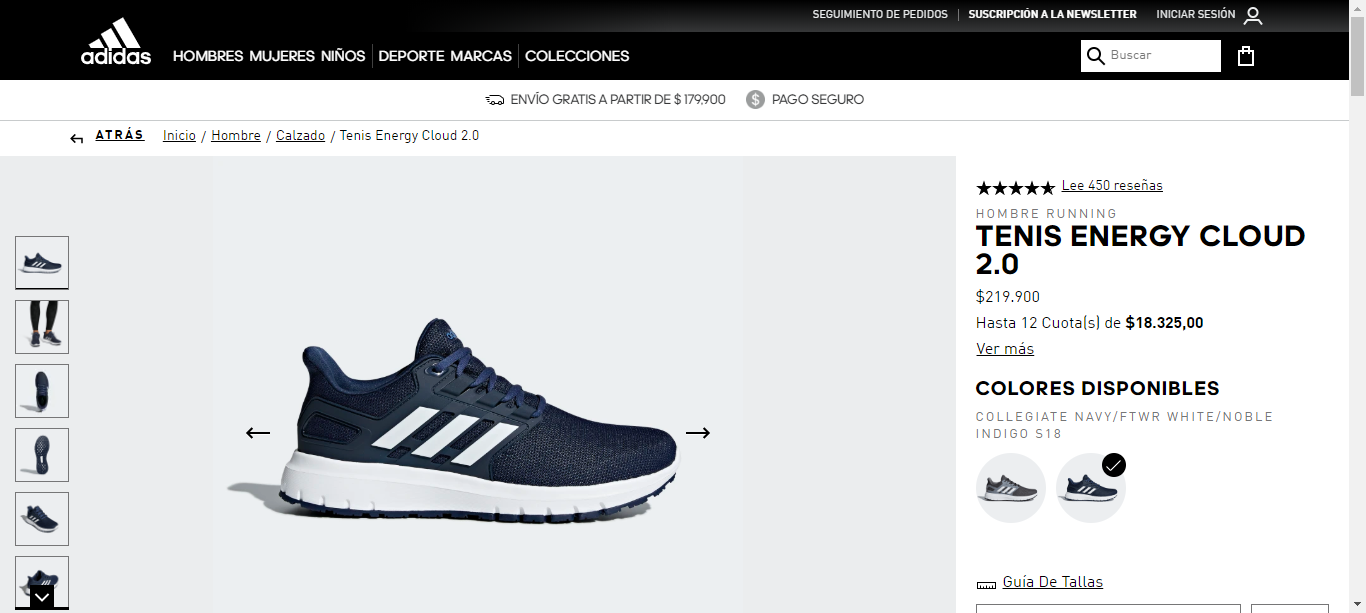 SEGUIMIENTO DE PEDIDOS
SUSCRIPCIÓN A LA NEWSLETTER
INICIAR SESIÓN
adidas
HOMBRES MUJERES NIÑOS DEPORTE MARCAS COLECCIONES
Buscar
ENVÍO GRATIS A PARTIR DE $ 179,900
$ PAGO SEGURO
ATRÁS
Inicio / Hombre / Calzado / Tenis Energy Cloud 2.0
Lee 450 reseñas
HOMBRE RUNNING
TENIS ENERGY CLOUD
2.0
$219.900
Hasta 12 Cuota(s) de $18.325,00
Ver más
COLORES DISPONIBLES
COLLEGIATE NAVY/FTWR WHITE/NOBLE
INDIGO S18
Guía De Tallas